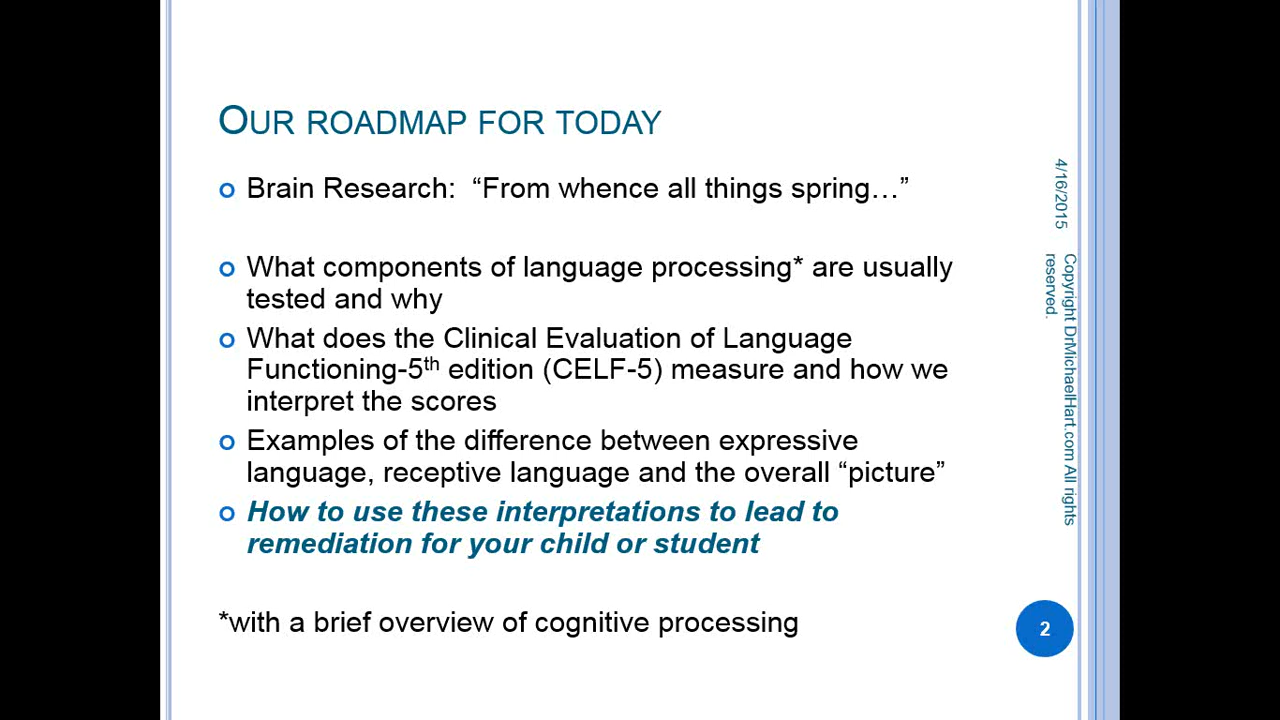 OUR ROADMAP FOR TODAY
Brain Research: “From whence all things spring…”
What components of language processing* are usually
tested and why
What does the Clinical Evaluation of Language
Functioning-5th edition (CELF-5) measure and how we
interpret the scores
Examples of the difference between expressive
language, receptive language and the overall “picture”
How to use these interpretations to lead to
remediation for your child or student
*with a brief overview of cognitive processing
4/16/2015
Copyright DrMichaelHart.com All rights
reserved.
2